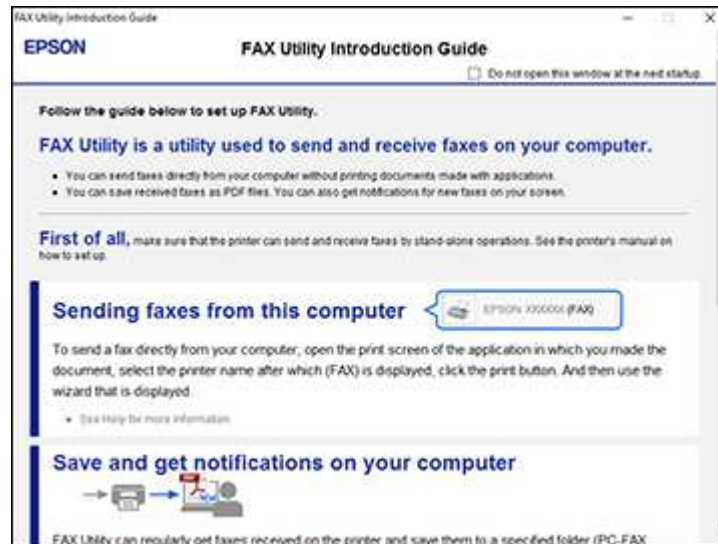 FAX Utility Introduction Guide
EPSON
FAX Utility Introduction Guide
Do not open this window at the next startup.
Follow the guide below to set up FAX Utility.
FAX Utility is a utility used to send and receive faxes on your computer.
• You can send faxes directly from your computer without printing documents made with applications.
• You can save received faxes as PDF files. You can also get notifications for new faxes on your screen.
First of all, make sure that the printer can send and receive faxes by stand-alone operations. See the printer's manual on
how to set up.
Sending faxes from this computer
EPSON XXXXXX (FAX)
To send a fax directly from your computer, open the print screen of the application in which you made the
document, select the printer name after which (FAX) is displayed, click the print button. And then use the
wizard that is displayed.
• See Help for more information.
Save and get notifications on your computer
NEW
FAX Utility can regularly get faxes received on the printer and save them to a specified folder (PC-FAX